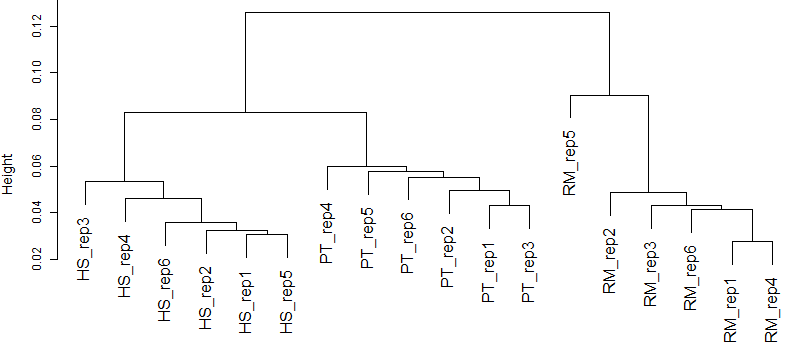 Height
0.12
0.10
0.08
0.06
0.04
0.02
HS_rep3
HS_rep4
HS_rep6
HS_rep2
HS_rep1
HS_rep5
PT_rep4
PT_rep5
PT_rep6
PT_rep2
PT_rep1
PT_rep3
RM_rep5
RM_rep2
RM_rep3
RM_rep6
RM_rep1
RM_rep4